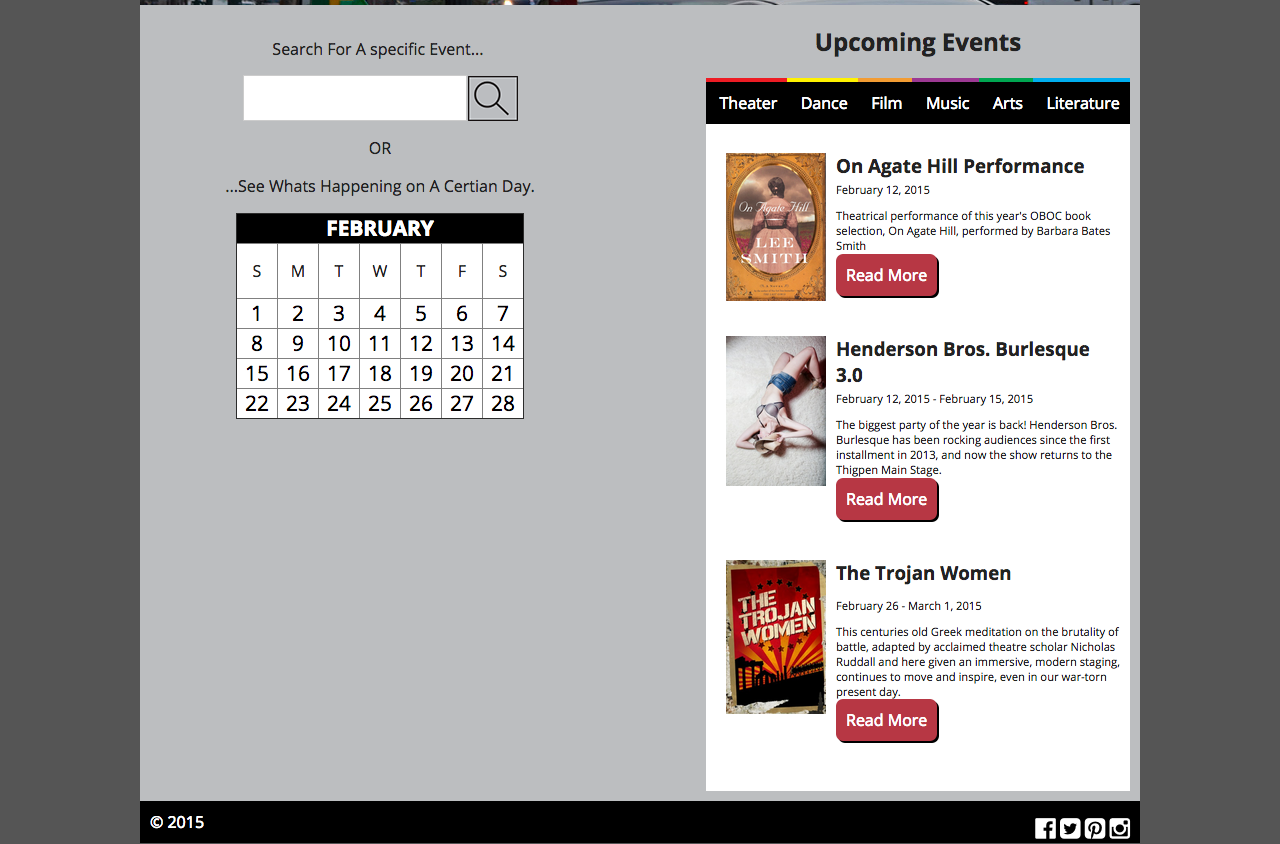 Search For A specific Event...
OR
...See Whats Happening on A Certian Day.
FEBRUARY
S M T W T F S
1 2 3 4 5 6 7
8 9 10 11 12 13 14
15 16 17 18 19 20 21
22 23 24 25 26 27 28
Upcoming Events
Theater Dance Film Music Arts Literature
On Agate Hill
LEE
SMITH
On Agate Hill Performance
February 12, 2015
Theatrical performance of this year's OBOC book
selection, On Agate Hill, performed by Barbara Bates
Smith
Read More
Henderson Bros. Burlesque
3.0
February 12, 2015 - February 15, 2015
The biggest party of the year is back! Henderson Bros.
Burlesque has been rocking audiences since the first
installment in 2013, and now the show returns to the
Thigpen Main Stage.
Read More
THE
TROJAN
WOMEN
The Trojan Women
February 26 - March 1, 2015
This centuries old Greek meditation on the brutality of
battle, adapted by acclaimed theatre scholar Nicholas
Ruddall and here given an immersive, modern staging,
continues to move and inspire, even in our war-torn
present day.
Read More
© 2015